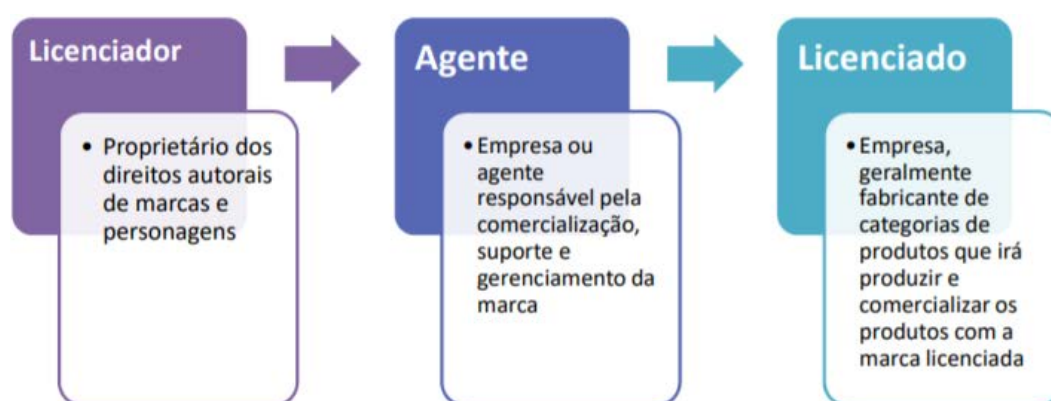 Licenciador
• Proprietário dos
direitos autorais
de marcas e
personagens
Agente
• Empresa ou
agente
responsável pela
comercialização,
suporte e
gerenciamento da
marca
Licenciado
• Empresa,
geralmente
fabricante de
categorias de
produtos que irá
produzir e
comercializar os
produtos com a
marca licenciada